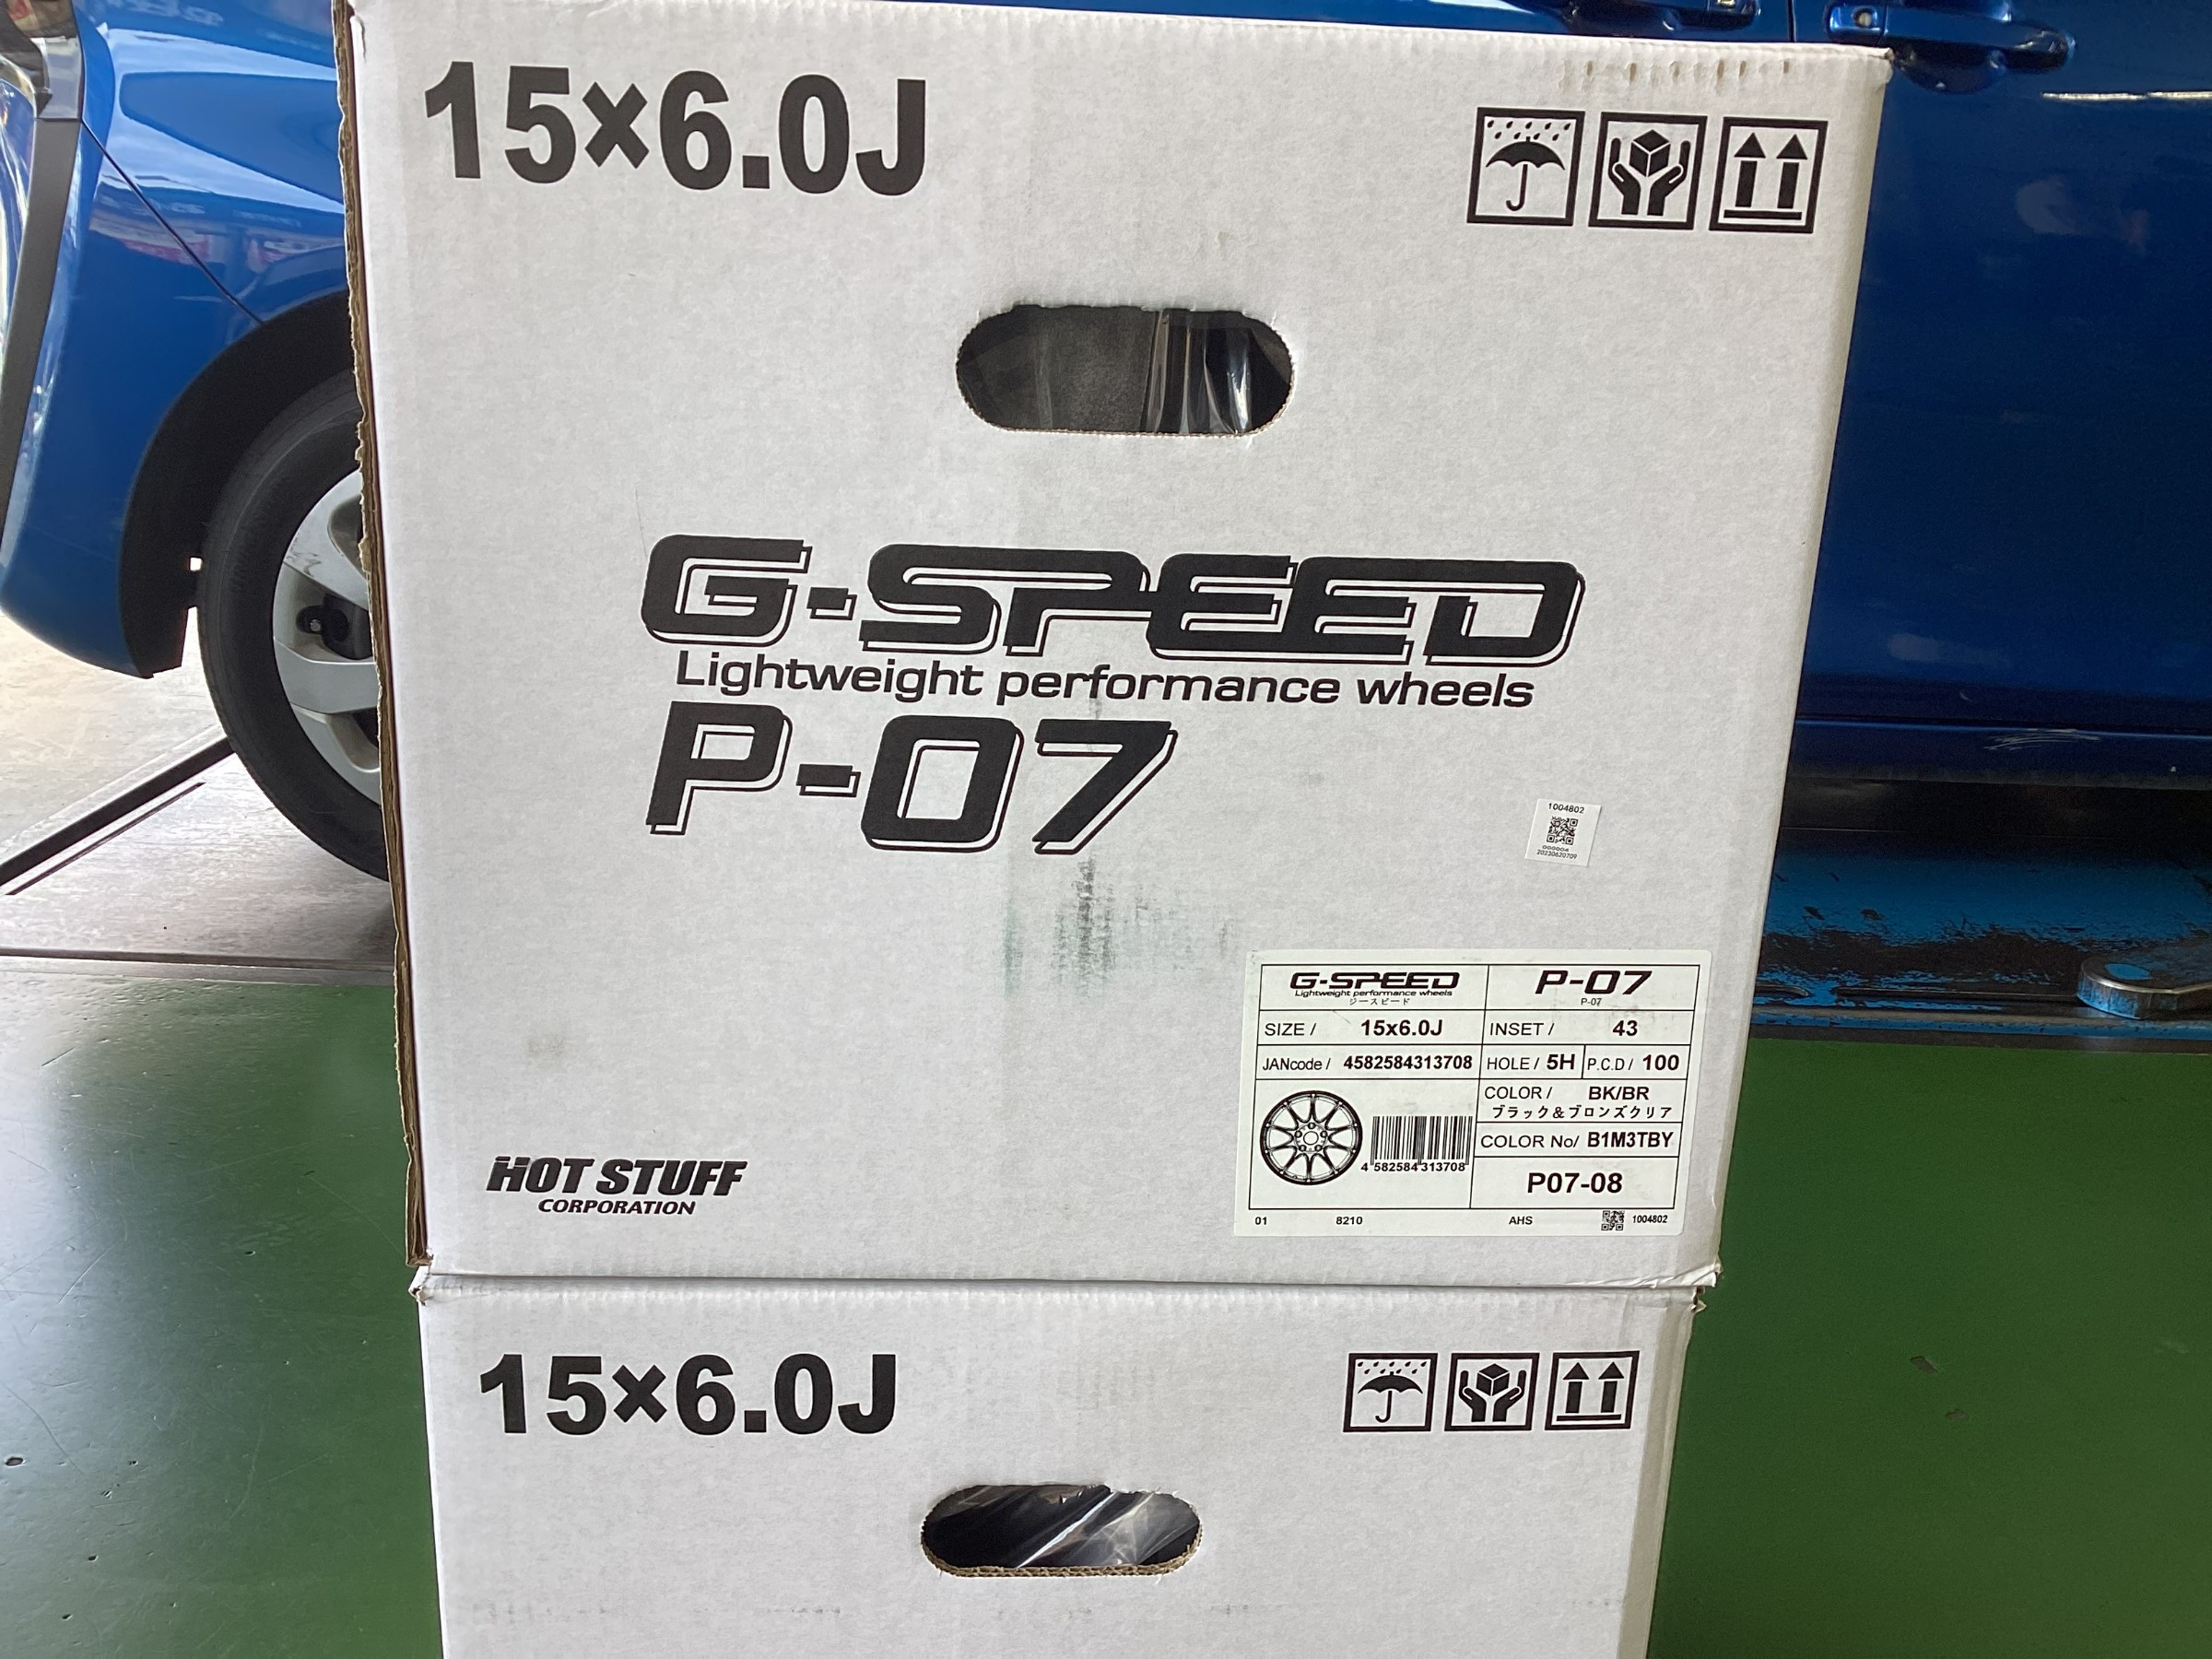 15×6.0J
G-SPEED
Lightweight performance wheels
P-07
1004802
000004
20230620709
G-SPEED
Lightweight performance wheels
ジースピード
P-07
P-07
SIZE / 15x6.0J
INSET / 43
JANcode / 4582584313708
HOLE / 5H
P.C.D / 100
COLOR / BK/BR
ブラック&ブロンズクリア
COLOR No/ B1M3TBY
4 582584 313708
P07-08
01 8210 AHS 1004802
HOT STUFF
CORPORATION
15×6.0J